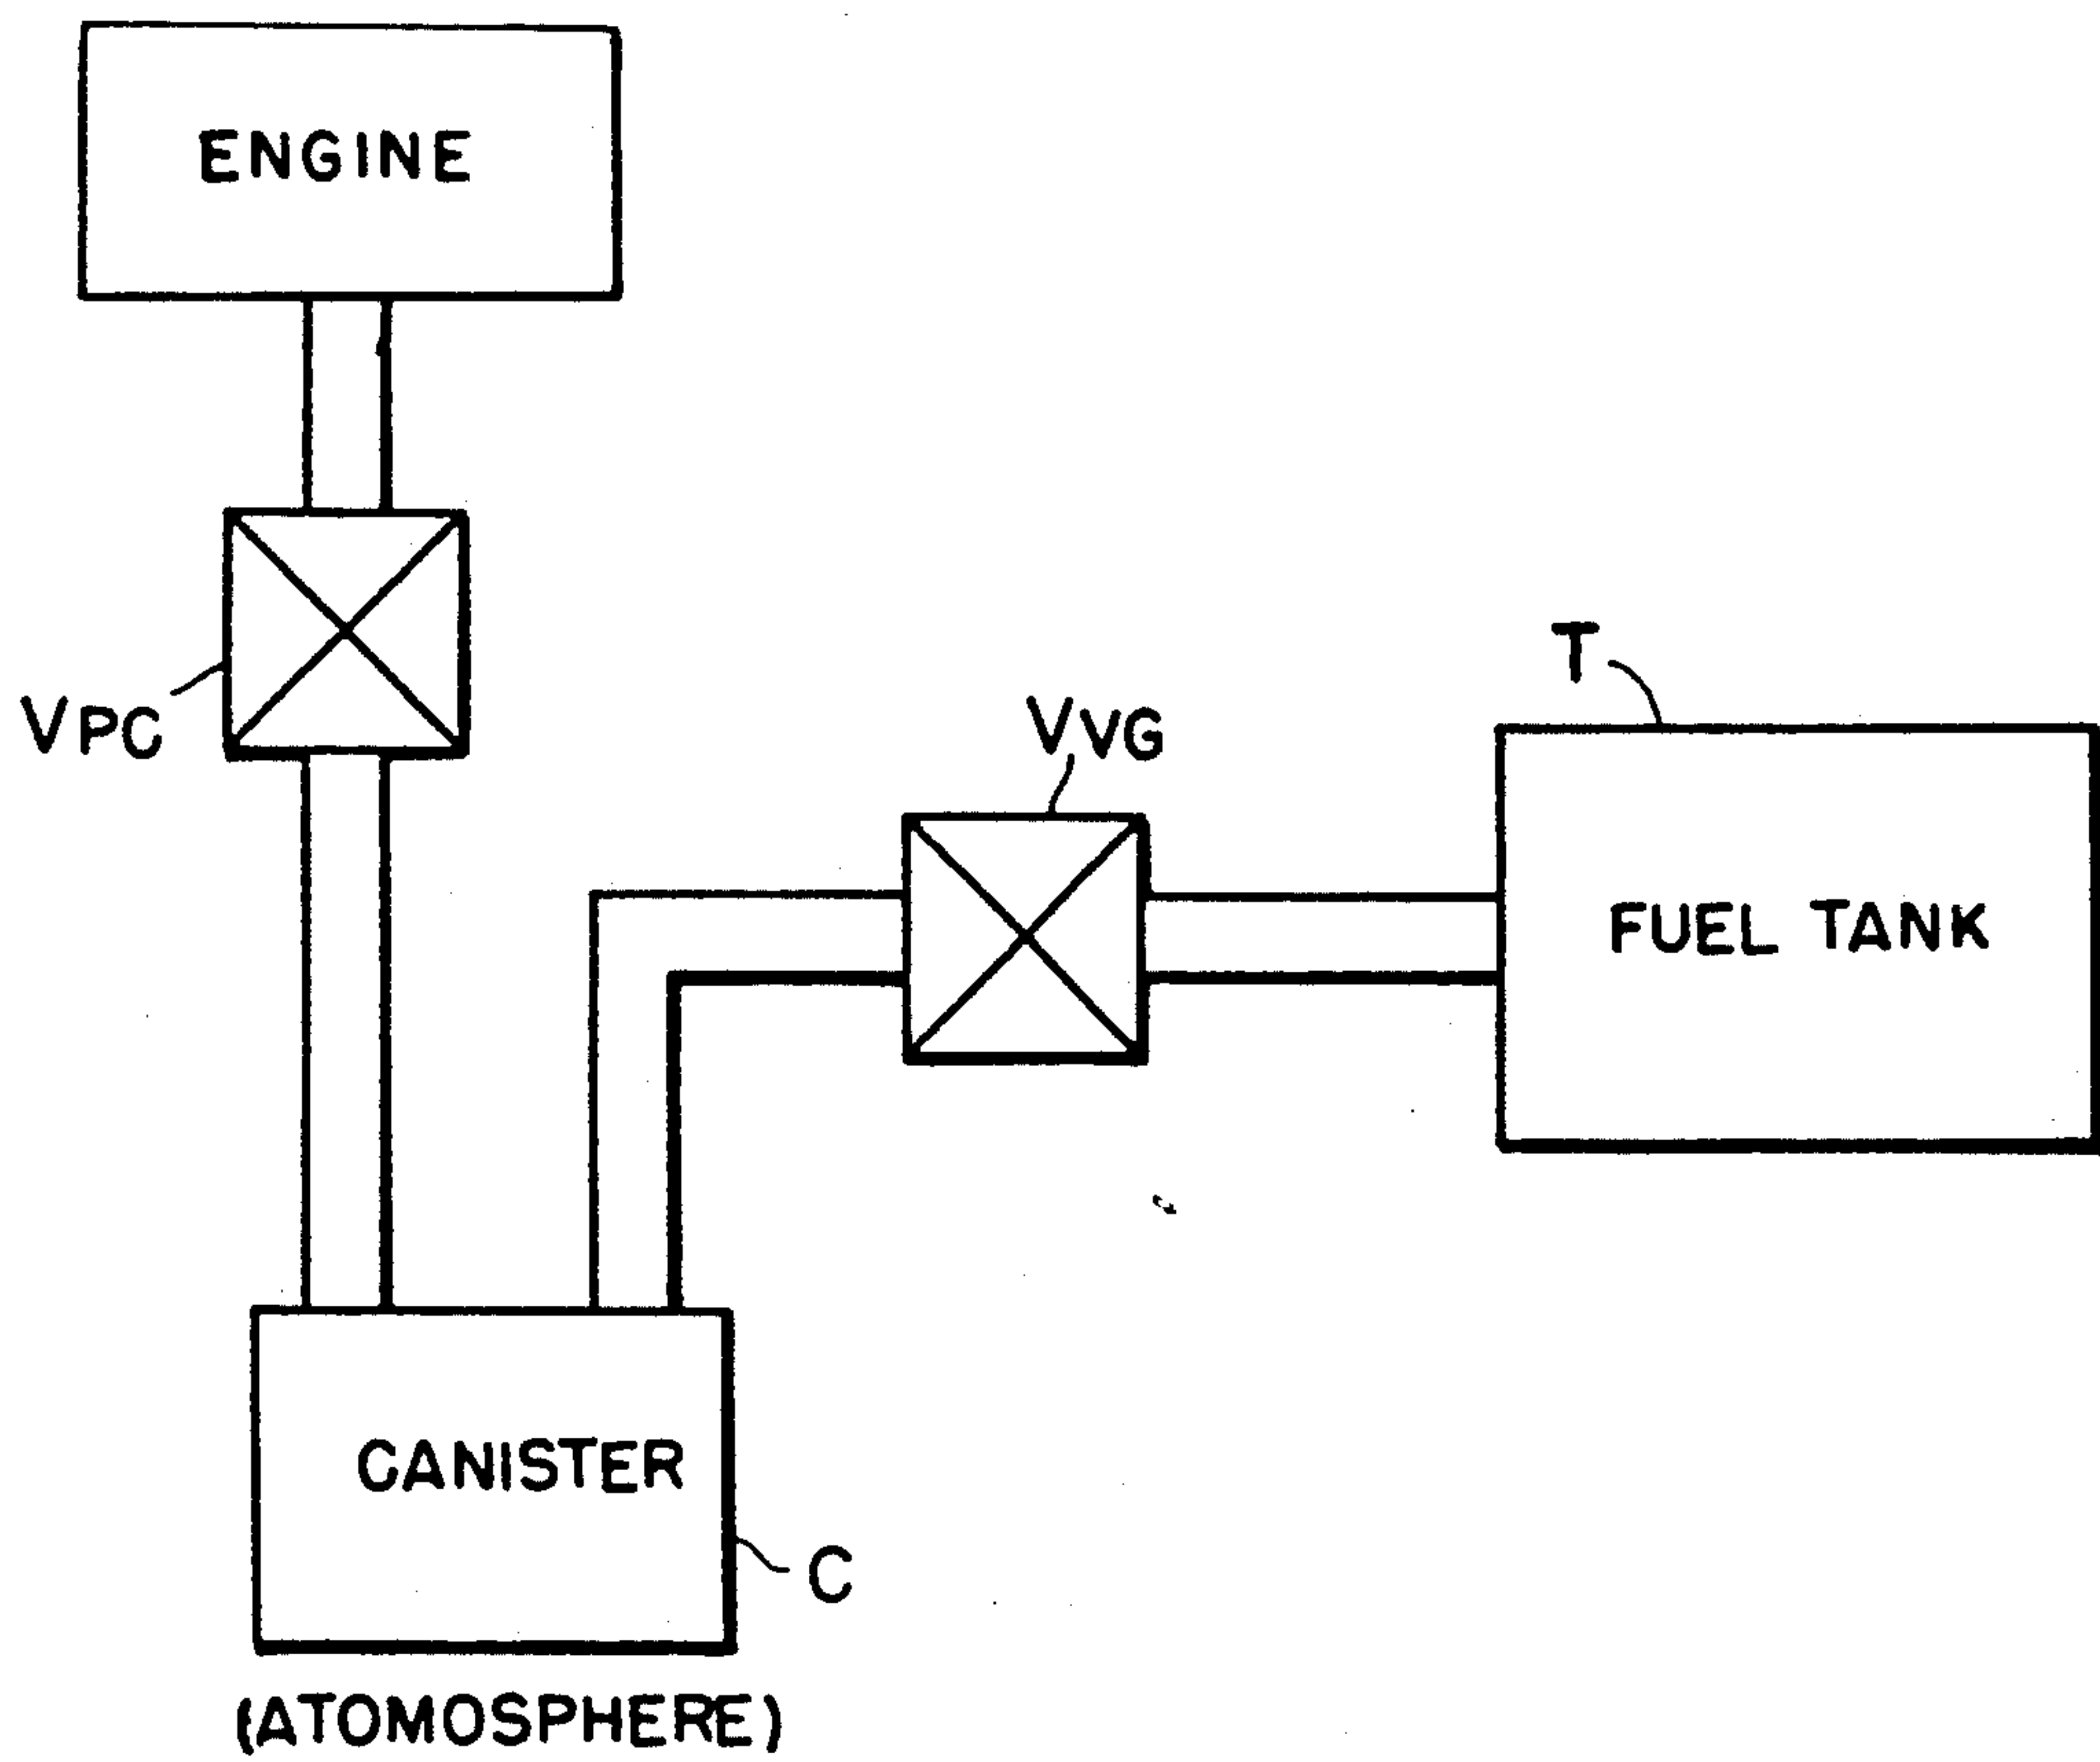 ENGINE
VPC
VVG
T
FUEL TANK
CANISTER
C
(ATOMOSPHERE)